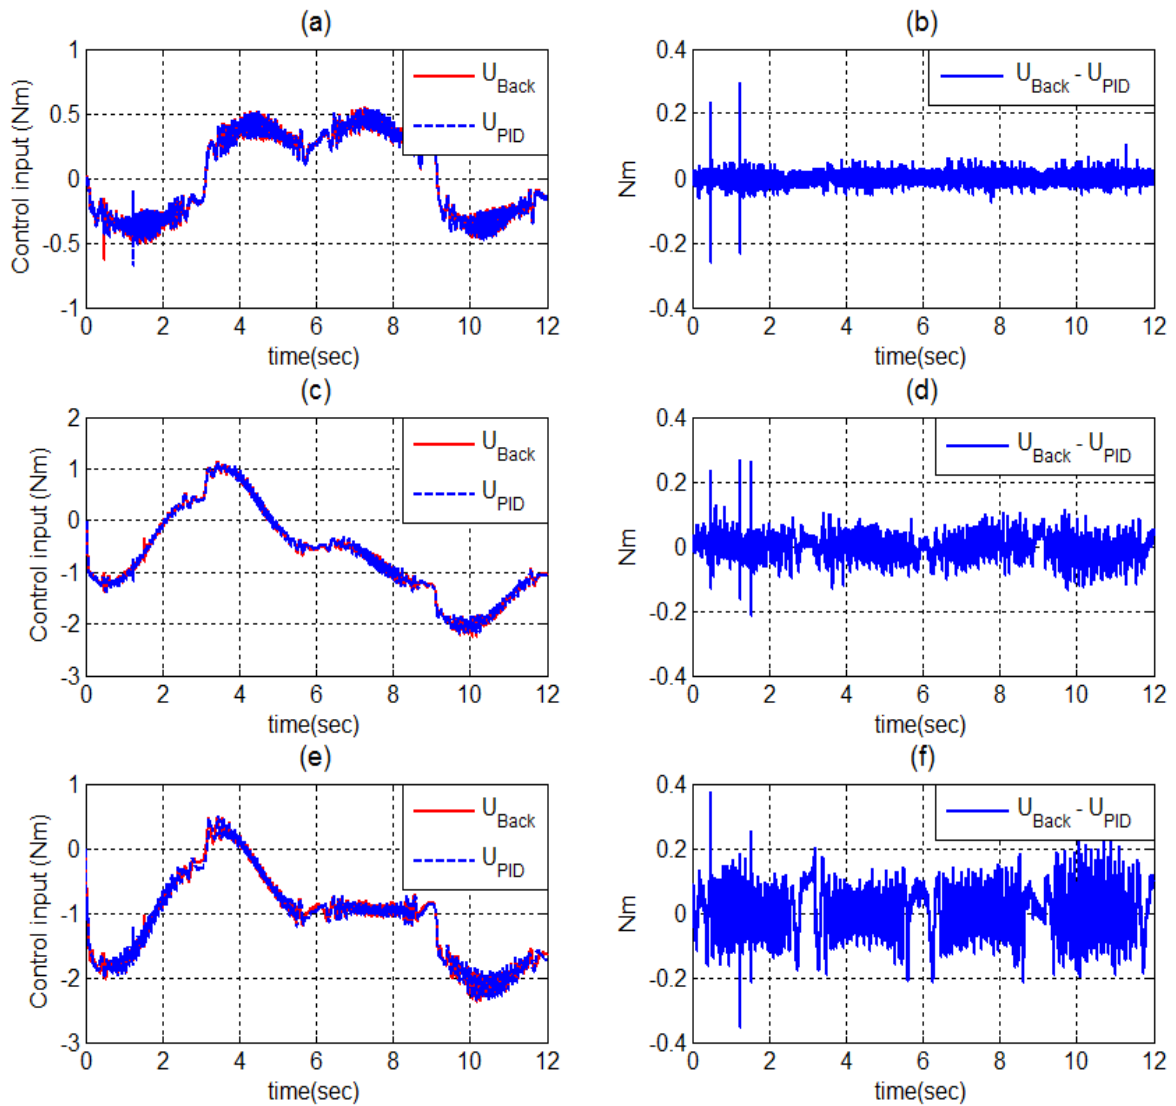 (a)
1
0.5
0
-0.5
-1
Control input (Nm)
U_Back
U_PID
0 2 4 6 8 10 12
time(sec)
(b)
0.4
0.2
0
-0.2
-0.4
Nm
U_Back - U_PID
0 2 4 6 8 10 12
time(sec)
(c)
2
1
0
-1
-2
-3
Control input (Nm)
U_Back
U_PID
0 2 4 6 8 10 12
time(sec)
(d)
0.4
0.2
0
-0.2
-0.4
Nm
U_Back - U_PID
0 2 4 6 8 10 12
time(sec)
(e)
1
0
-1
-2
-3
Control input (Nm)
U_Back
U_PID
0 2 4 6 8 10 12
time(sec)
(f)
0.4
0.2
0
-0.2
-0.4
Nm
U_Back - U_PID
0 2 4 6 8 10 12
time(sec)